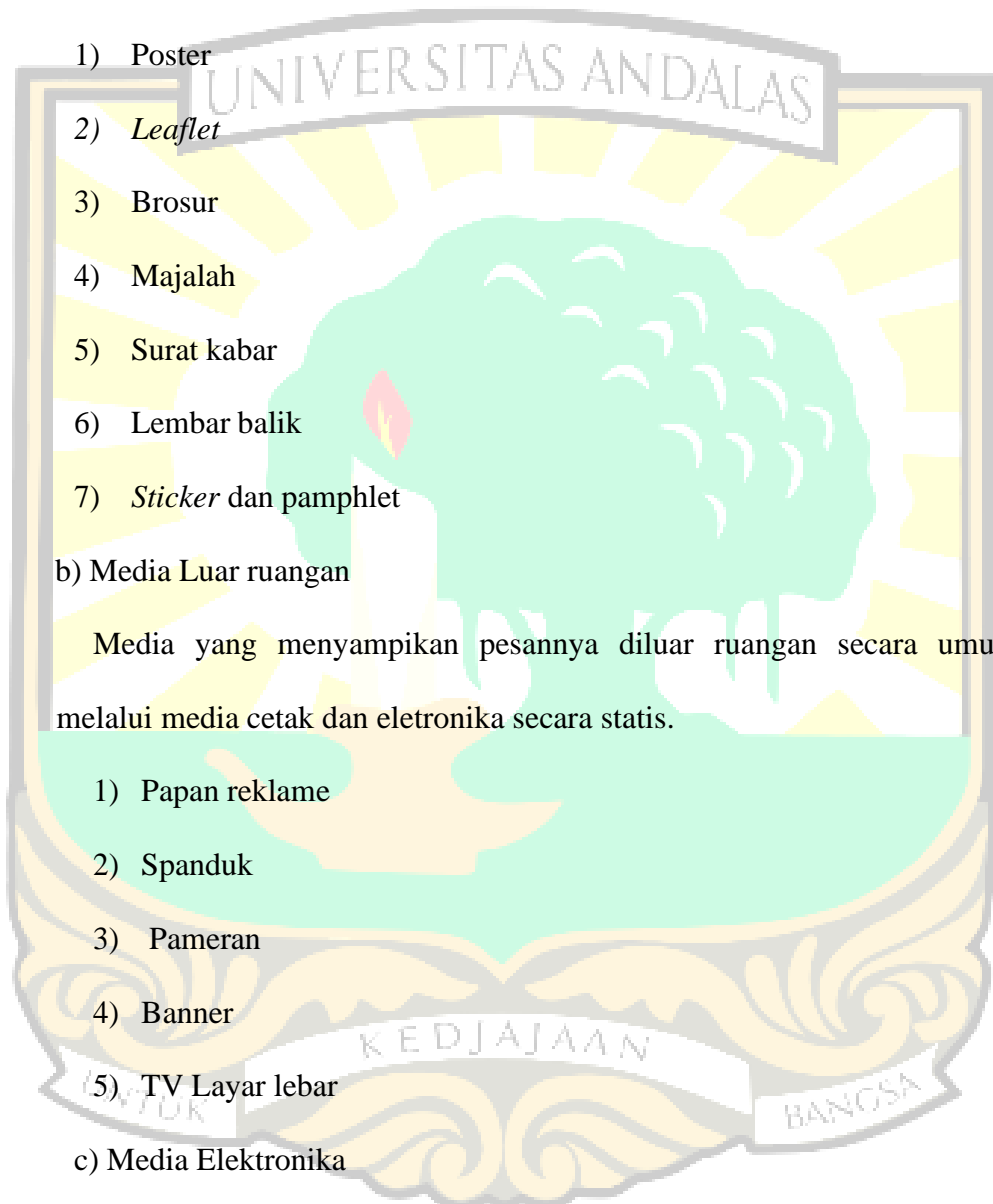 UNIVERSITAS ANDALAS
1) Poster
2) Leaflet
3) Brosur
4) Majalah
5) Surat kabar
6) Lembar balik
7) Sticker dan pamphlet
b) Media Luar ruangan
Media yang menyampikan pesannya diluar ruangan secara umu
melalui media cetak dan eletronika secara statis.
1) Papan reklame
2) Spanduk
3) Pameran
4) Banner
KEDJAJAAN
5) TV Layar lebar
UNTUK
BANGSA
c) Media Elektronika